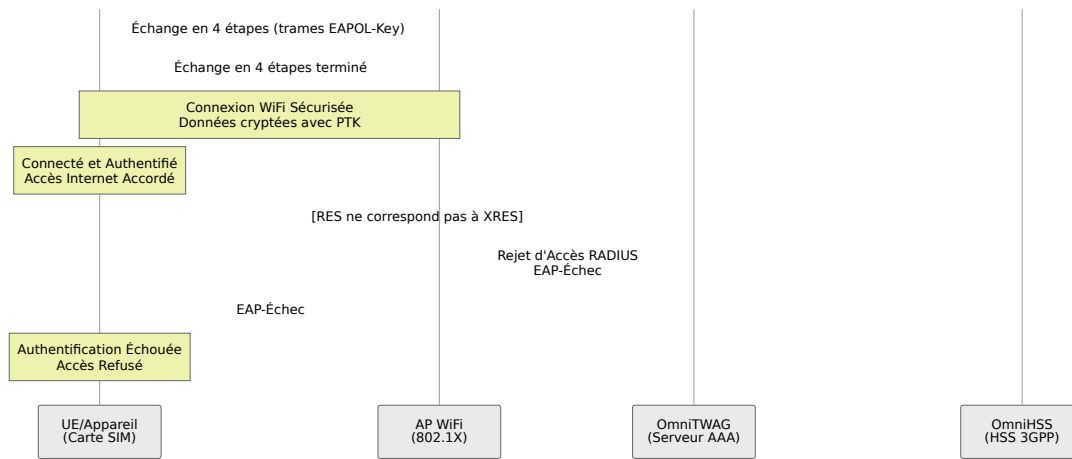 Échange en 4 étapes (trames EAPOL-Key)
Échange en 4 étapes terminé
Connexion WiFi Sécurisée
Données cryptées avec PTK
Connecté et Authentifié
Accès Internet Accordé
[RES ne correspond pas à XRES]
Rejet d'Accès RADIUS
EAP-Échec
EAP-Échec
Authentification Échouée
Accès Refusé
UE/Appareil
(Carte SIM)
AP WiFi
(802.1X)
OmniTWAG
(Serveur AAA)
OmniHSS
(HSS 3GPP)